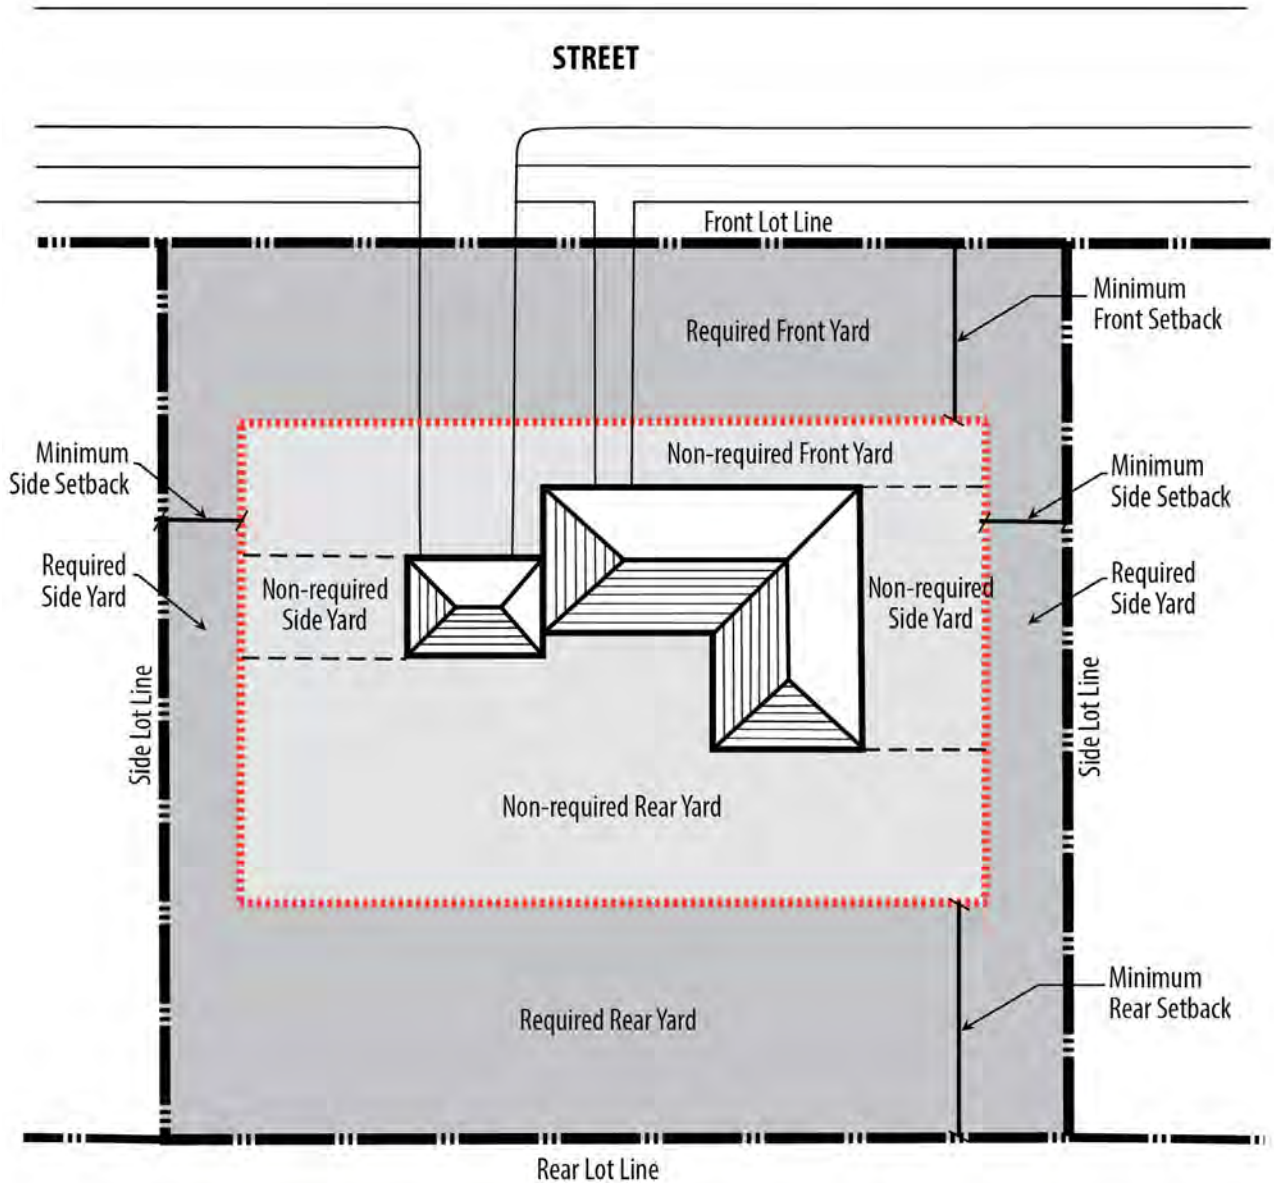 STREET
Front Lot Line
Minimum
Front Setback
Required Front Yard
Non-required Front Yard
Minimum
Side Setback
Minimum
Side Setback
Required
Side Yard
Non-required
Side Yard
Non-required
Side Yard
Required
Side Yard
Side Lot Line
Side Lot Line
Non-required Rear Yard
Minimum
Rear Setback
Required Rear Yard
Rear Lot Line